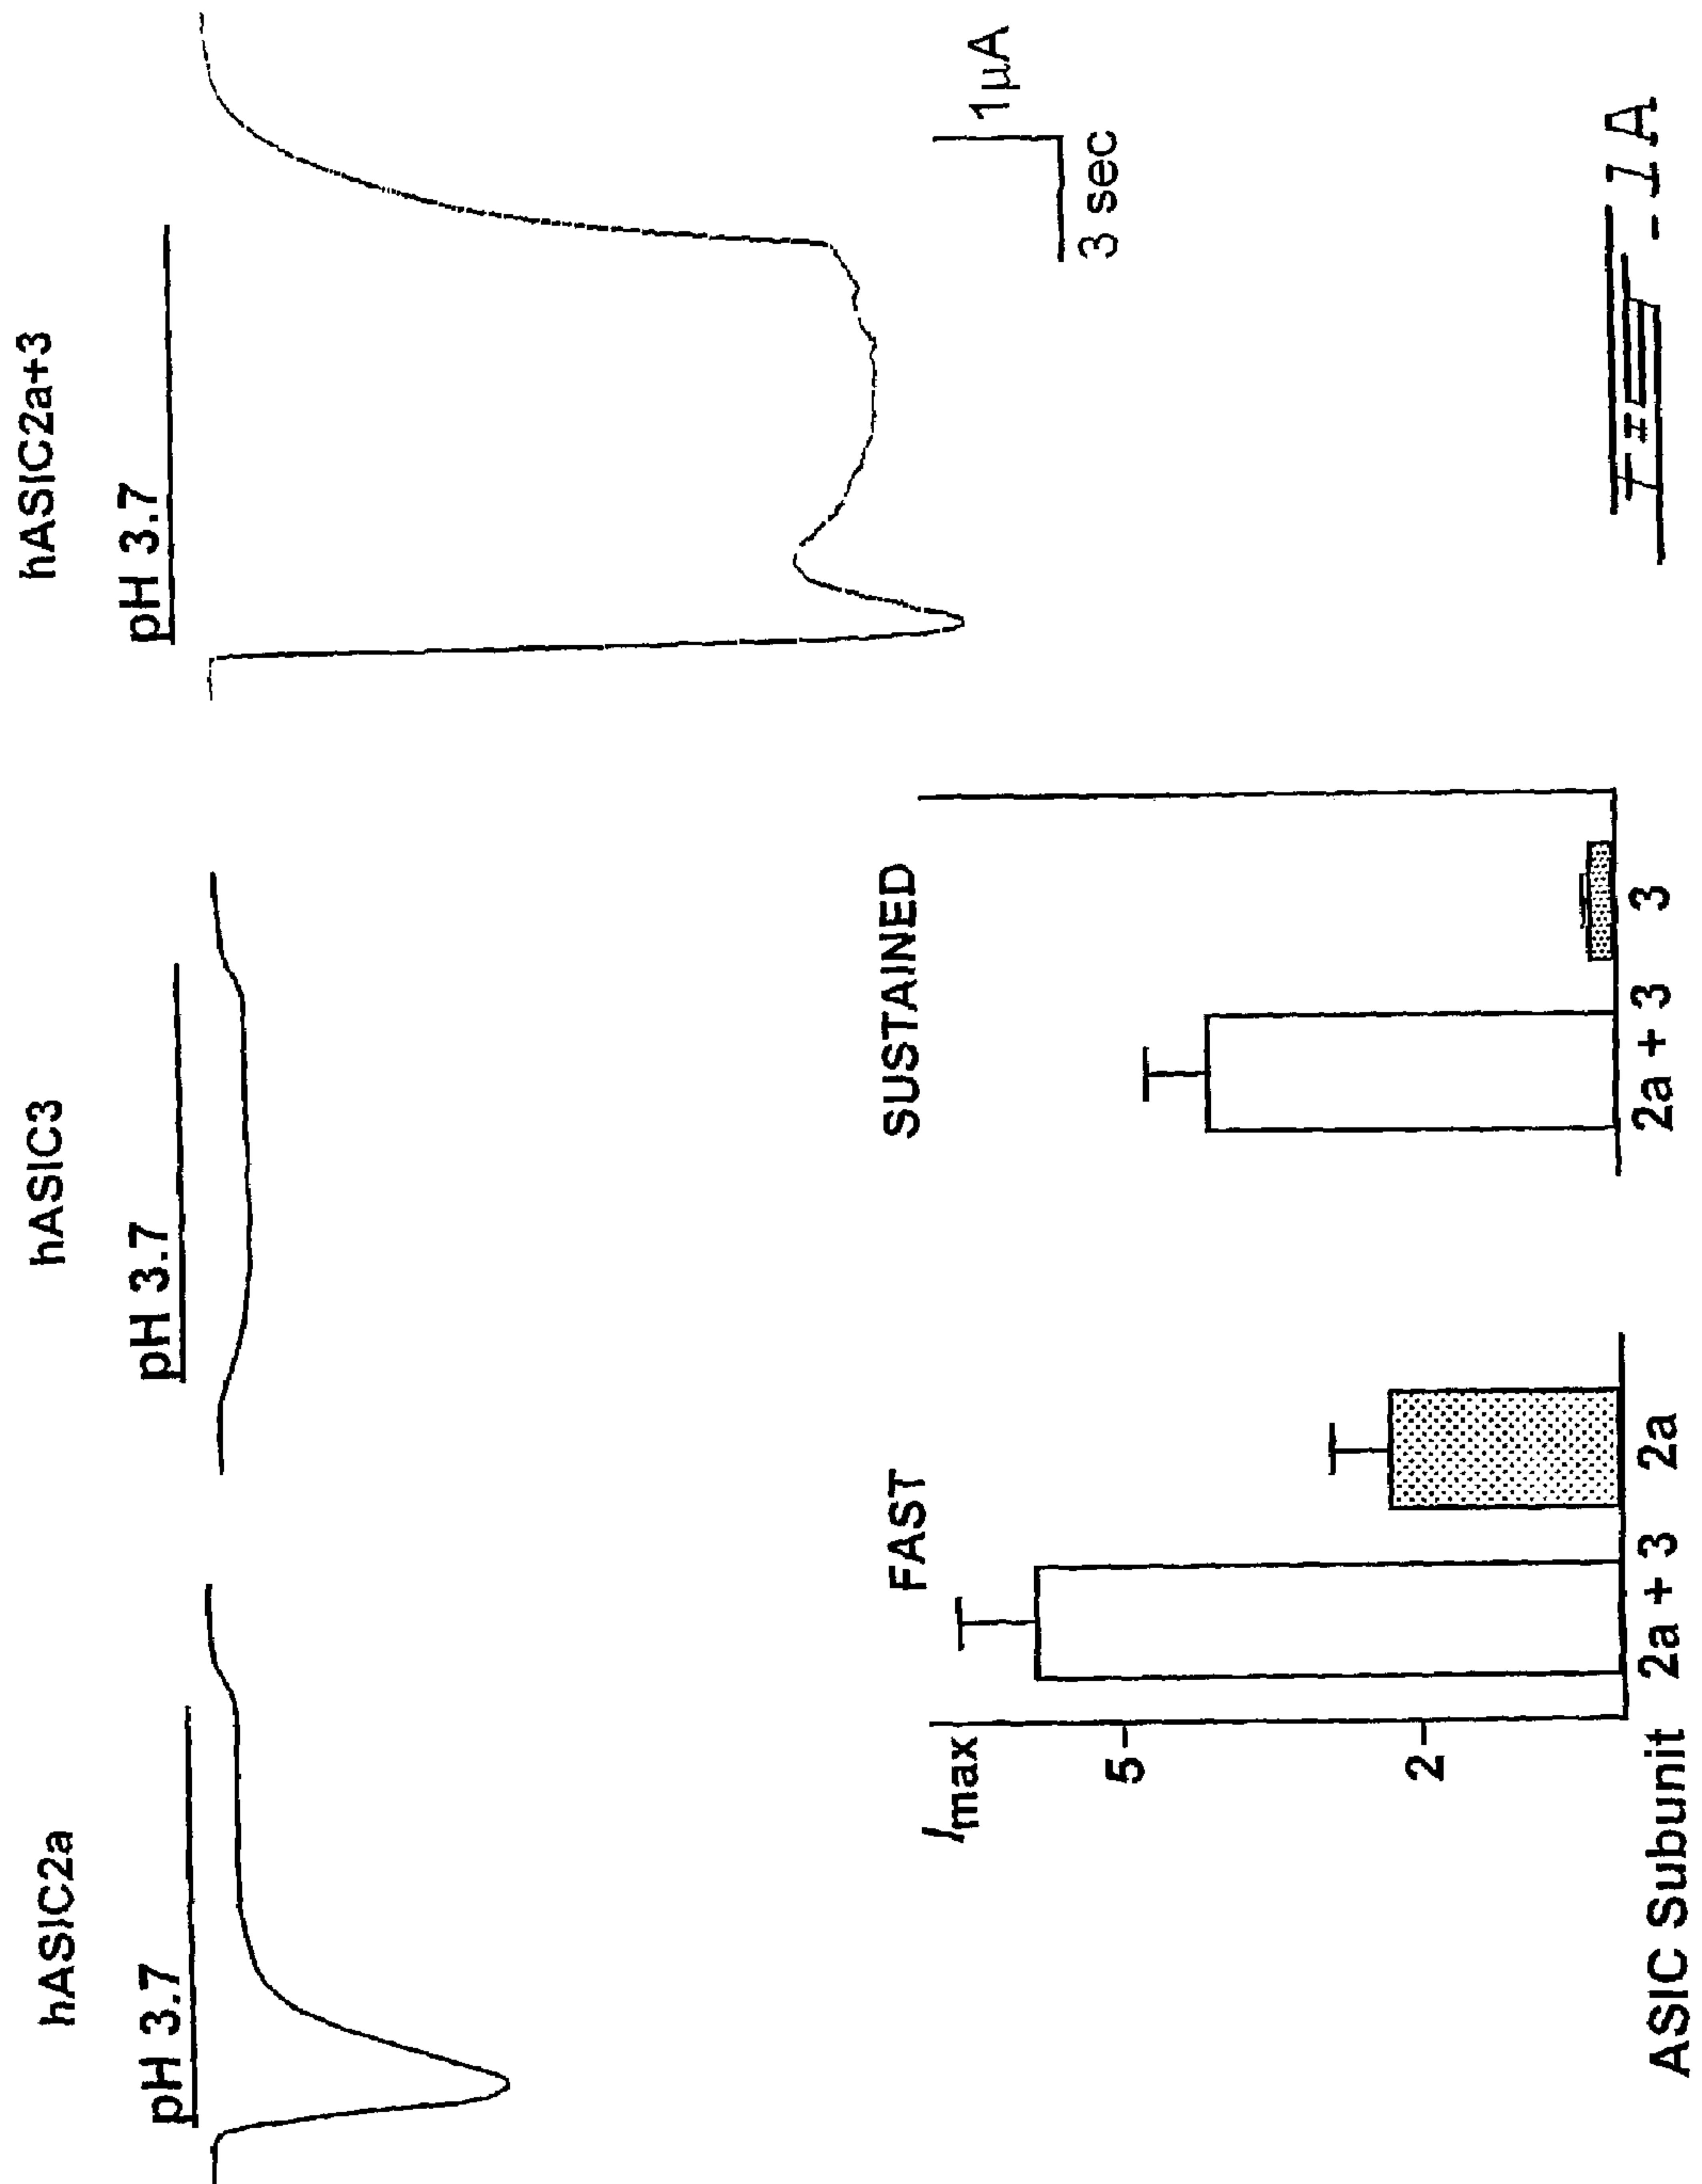 hASIC2a
hASIC3
hASIC2a+3
pH 3.7
pH 3.7
pH 3.7
1μA
3 sec
FAST
SUSTAINED
Imax
5
2
2a + 3
2a
2a + 3
3
ASIC Subunit
-1A